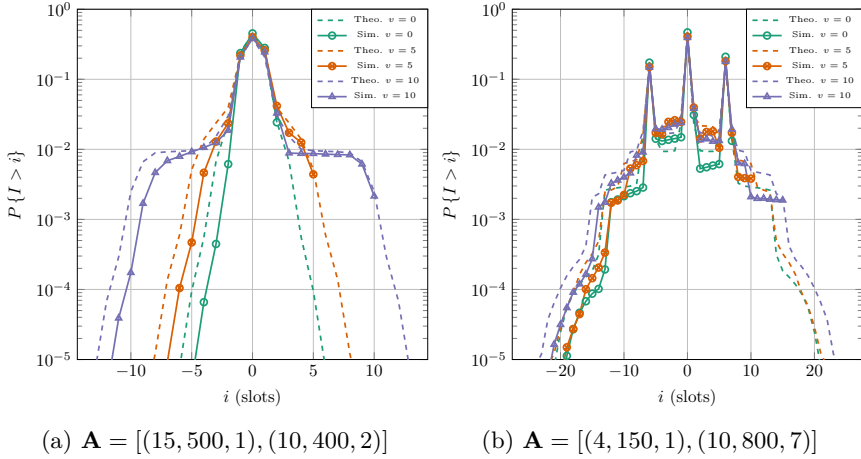 Theo. v = 0
Sim. v = 0
Theo. v = 5
Sim. v = 5
Theo. v = 10
Sim. v = 10
10^0
10^{-1}
10^{-2}
10^{-3}
10^{-4}
10^{-5}
P {I > i}
−10 −5 0 5 10
i (slots)
(a) A = [(15, 500, 1), (10, 400, 2)]
Theo. v = 0
Sim. v = 0
Theo. v = 5
Sim. v = 5
Theo. v = 10
Sim. v = 10
10^0
10^{-1}
10^{-2}
10^{-3}
10^{-4}
10^{-5}
P {I > i}
−20 −10 0 10 20
i (slots)
(b) A = [(4, 150, 1), (10, 800, 7)]